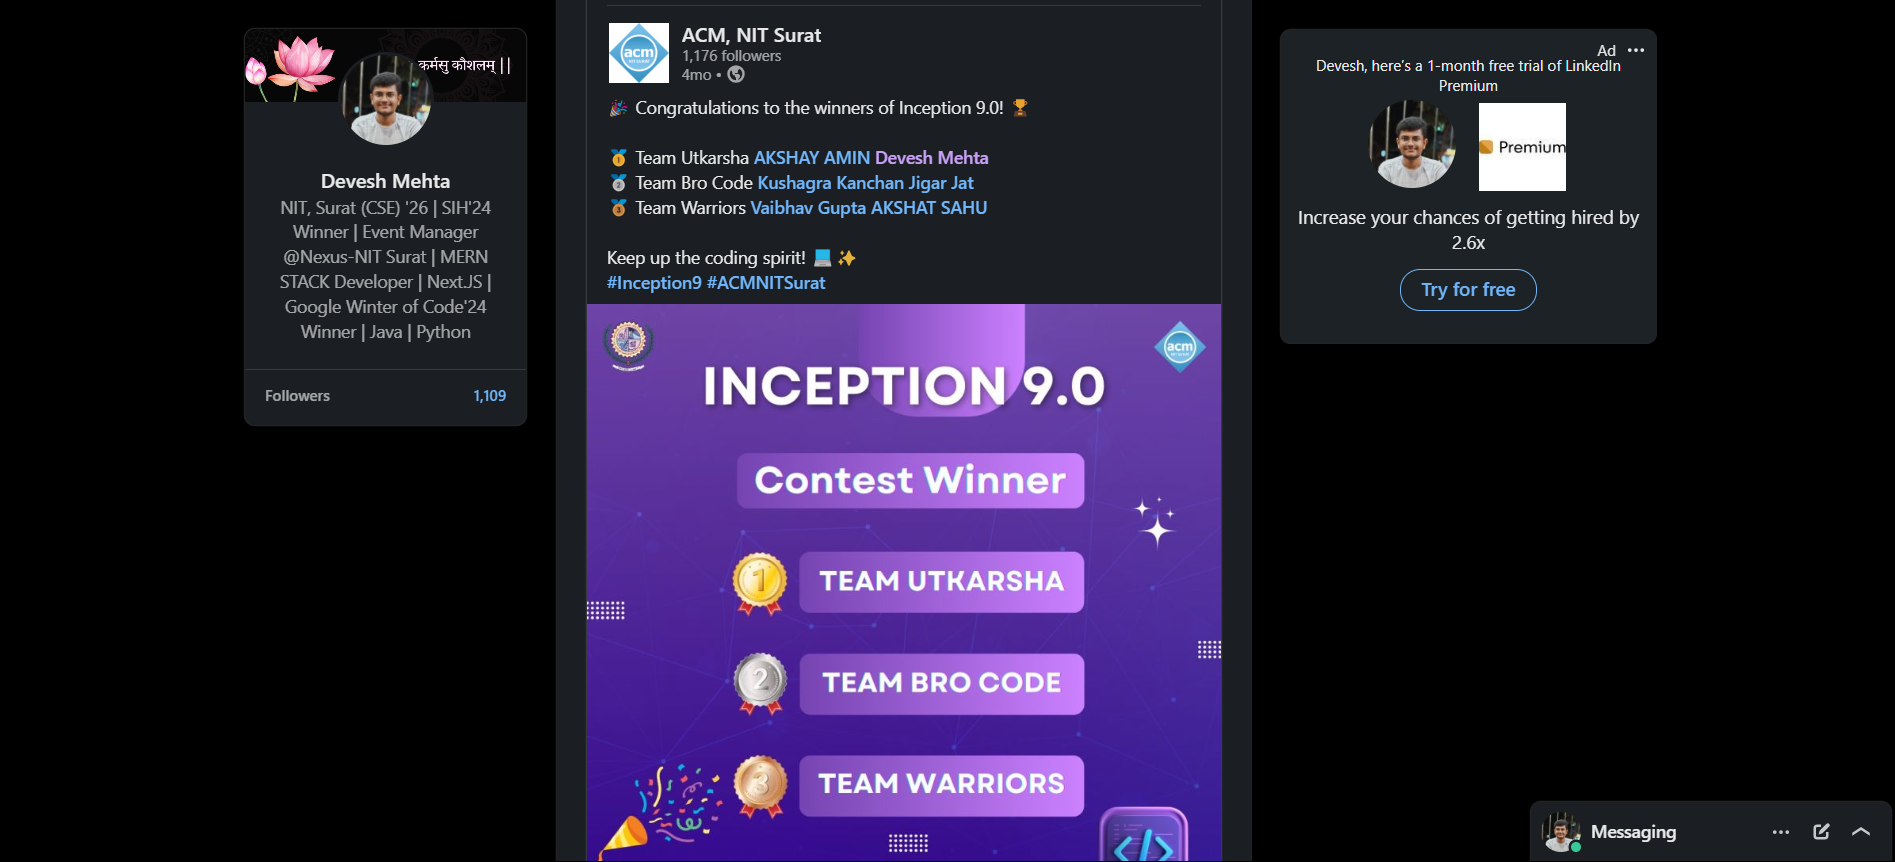 कर्मसु कौशलम् ||
Devesh Mehta
NIT, Surat (CSE) '26 | SIH'24
Winner | Event Manager
@Nexus-NIT Surat | MERN
STACK Developer | Next.JS |
Google Winter of Code'24
Winner | Java | Python
Followers 1,109
acm
ACM, NIT Surat
1,176 followers
4mo •
Congratulations to the winners of Inception 9.0!
Team Utkarsha AKSHAY AMIN Devesh Mehta
Team Bro Code Kushagra Kanchan Jigar Jat
Team Warriors Vaibhav Gupta AKSHAT SAHU
Keep up the coding spirit!
#Inception9 #ACMNITSurat
acm
INCEPTION 9.0
Contest Winner
1 TEAM UTKARSHA
2 TEAM BRO CODE
3 TEAM WARRIORS
</>
Ad
Devesh, here's a 1-month free trial of LinkedIn
Premium
Premium
Increase your chances of getting hired by
2.6x
Try for free
Messaging